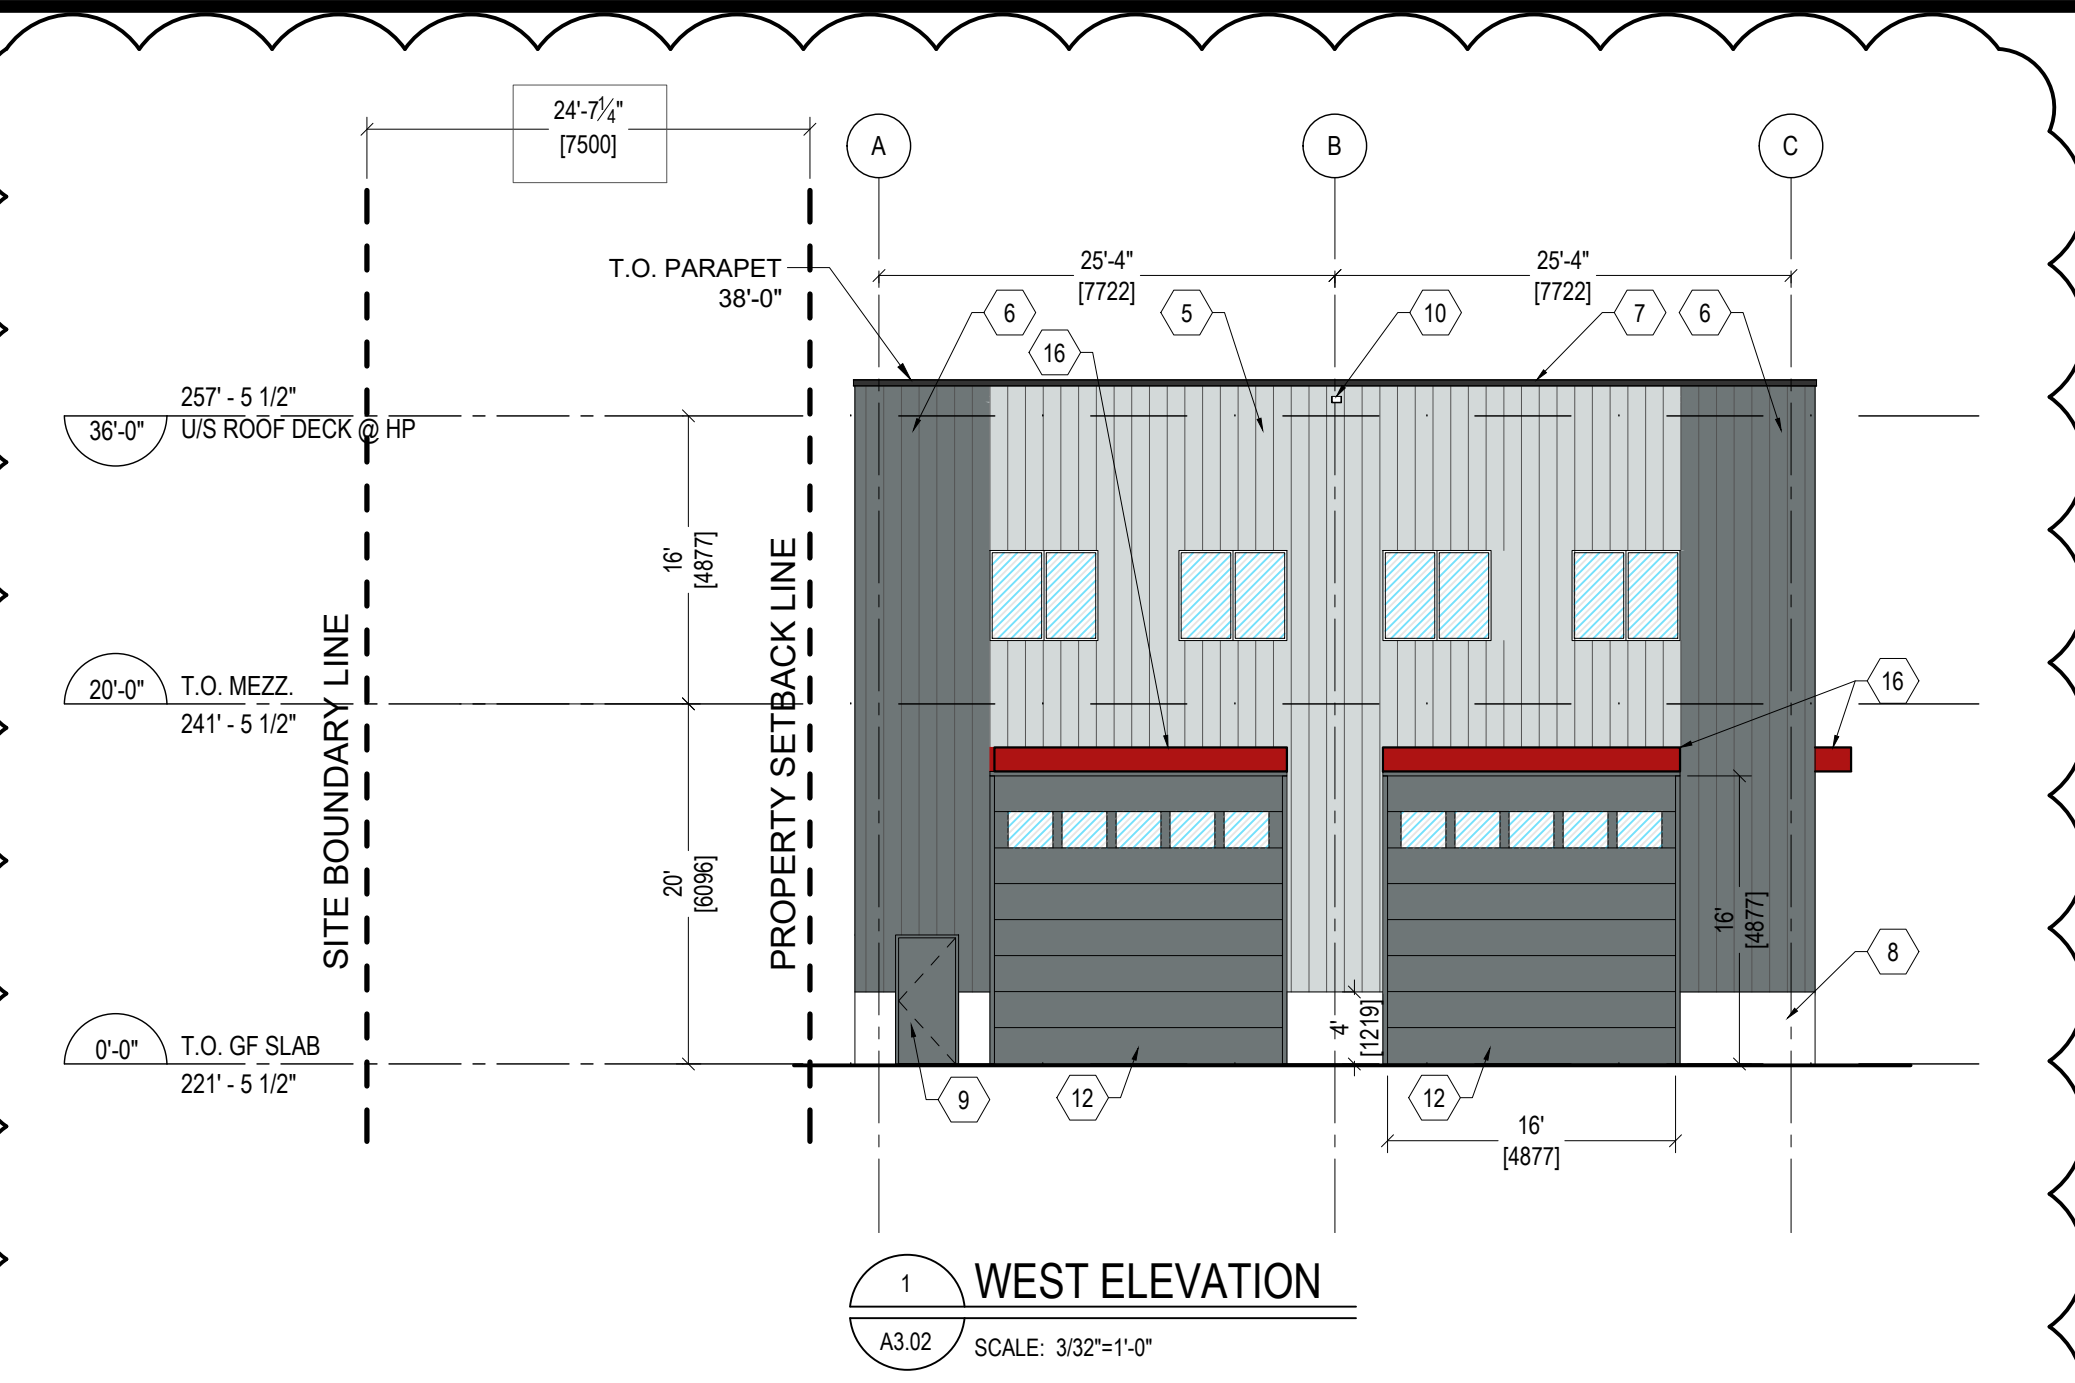 24'-7¼"
[7500]
A
B
C
T.O. PARAPET
38'-0"
25'-4"
[7722]
25'-4"
[7722]
6
5
10
7
6
16
257' - 5 1/2"
36'-0"
U/S ROOF DECK @ HP
16'
[4877]
SITE BOUNDARY LINE
PROPERTY SETBACK LINE
20'-0"
T.O. MEZZ.
241' - 5 1/2"
16
20'
[6096]
16'
[4877]
8
4'
[1219]
0'-0"
T.O. GF SLAB
221' - 5 1/2"
9
12
12
16'
[4877]
1
WEST ELEVATION
A3.02
SCALE: 3/32"=1'-0"